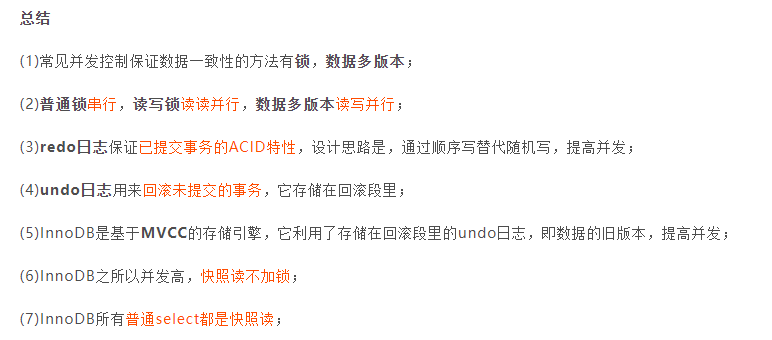 总结
(1)常见并发控制保证数据一致性的方法有锁，数据多版本；
(2)普通锁串行，读写锁读读并行，数据多版本读写并行；
(3)redo日志保证已提交事务的ACID特性，设计思路是，通过顺序写替代随机写，提高并发；
(4)undo日志用来回滚未提交的事务，它存储在回滚段里；
(5)InnoDB是基于MVCC的存储引擎，它利用了存储在回滚段里的undo日志，即数据的旧版本，提高并发；
(6)InnoDB之所以并发高，快照读不加锁；
(7)InnoDB所有普通select都是快照读；